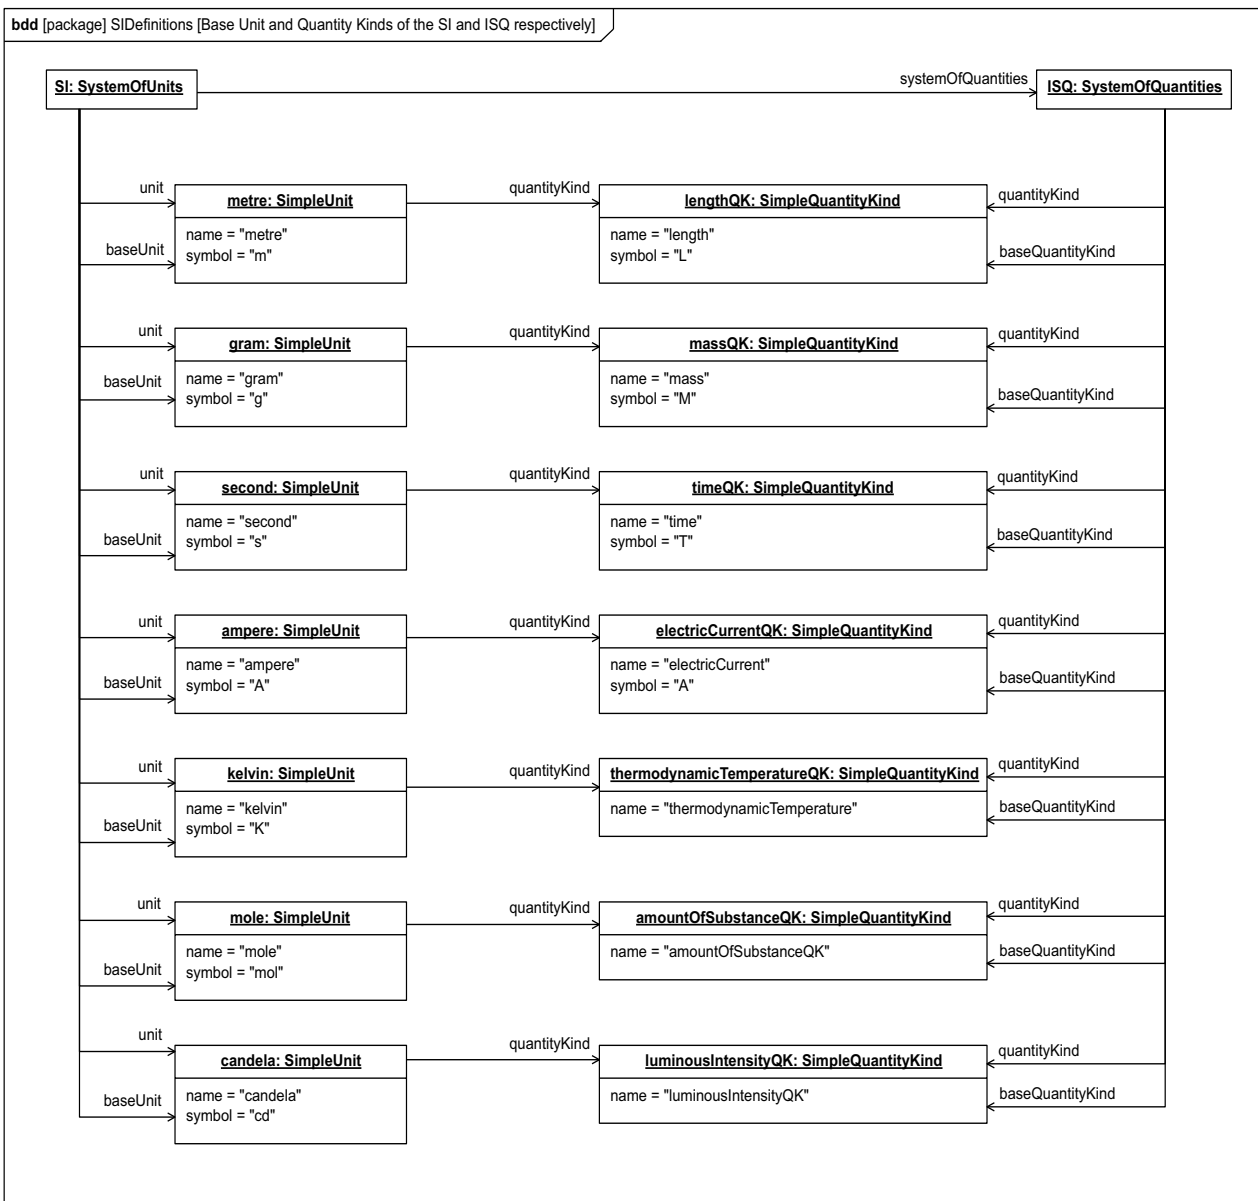 bdd [package] SIDefinitions [Base Unit and Quantity Kinds of the SI and ISQ respectively]
SI: SystemOfUnits
systemOfQuantities
ISQ: SystemOfQuantities
unit
metre: SimpleUnit
quantityKind
lengthQK: SimpleQuantityKind
quantityKind
baseUnit
name = "metre"
symbol = "m"
name = "length"
symbol = "L"
baseQuantityKind
unit
gram: SimpleUnit
quantityKind
massQK: SimpleQuantityKind
quantityKind
baseUnit
name = "gram"
symbol = "g"
name = "mass"
symbol = "M"
baseQuantityKind
unit
second: SimpleUnit
quantityKind
timeQK: SimpleQuantityKind
quantityKind
baseUnit
name = "second"
symbol = "s"
name = "time"
symbol = "T"
baseQuantityKind
unit
ampere: SimpleUnit
quantityKind
electricCurrentQK: SimpleQuantityKind
quantityKind
baseUnit
name = "ampere"
symbol = "A"
name = "electricCurrent"
symbol = "A"
baseQuantityKind
unit
kelvin: SimpleUnit
quantityKind
thermodynamicTemperatureQK: SimpleQuantityKind
quantityKind
baseUnit
name = "kelvin"
symbol = "K"
name = "thermodynamicTemperature"
baseQuantityKind
unit
mole: SimpleUnit
quantityKind
amountOfSubstanceQK: SimpleQuantityKind
quantityKind
baseUnit
name = "mole"
symbol = "mol"
name = "amountOfSubstanceQK"
baseQuantityKind
unit
candela: SimpleUnit
quantityKind
luminousIntensityQK: SimpleQuantityKind
quantityKind
baseUnit
name = "candela"
symbol = "cd"
name = "luminousIntensityQK"
baseQuantityKind